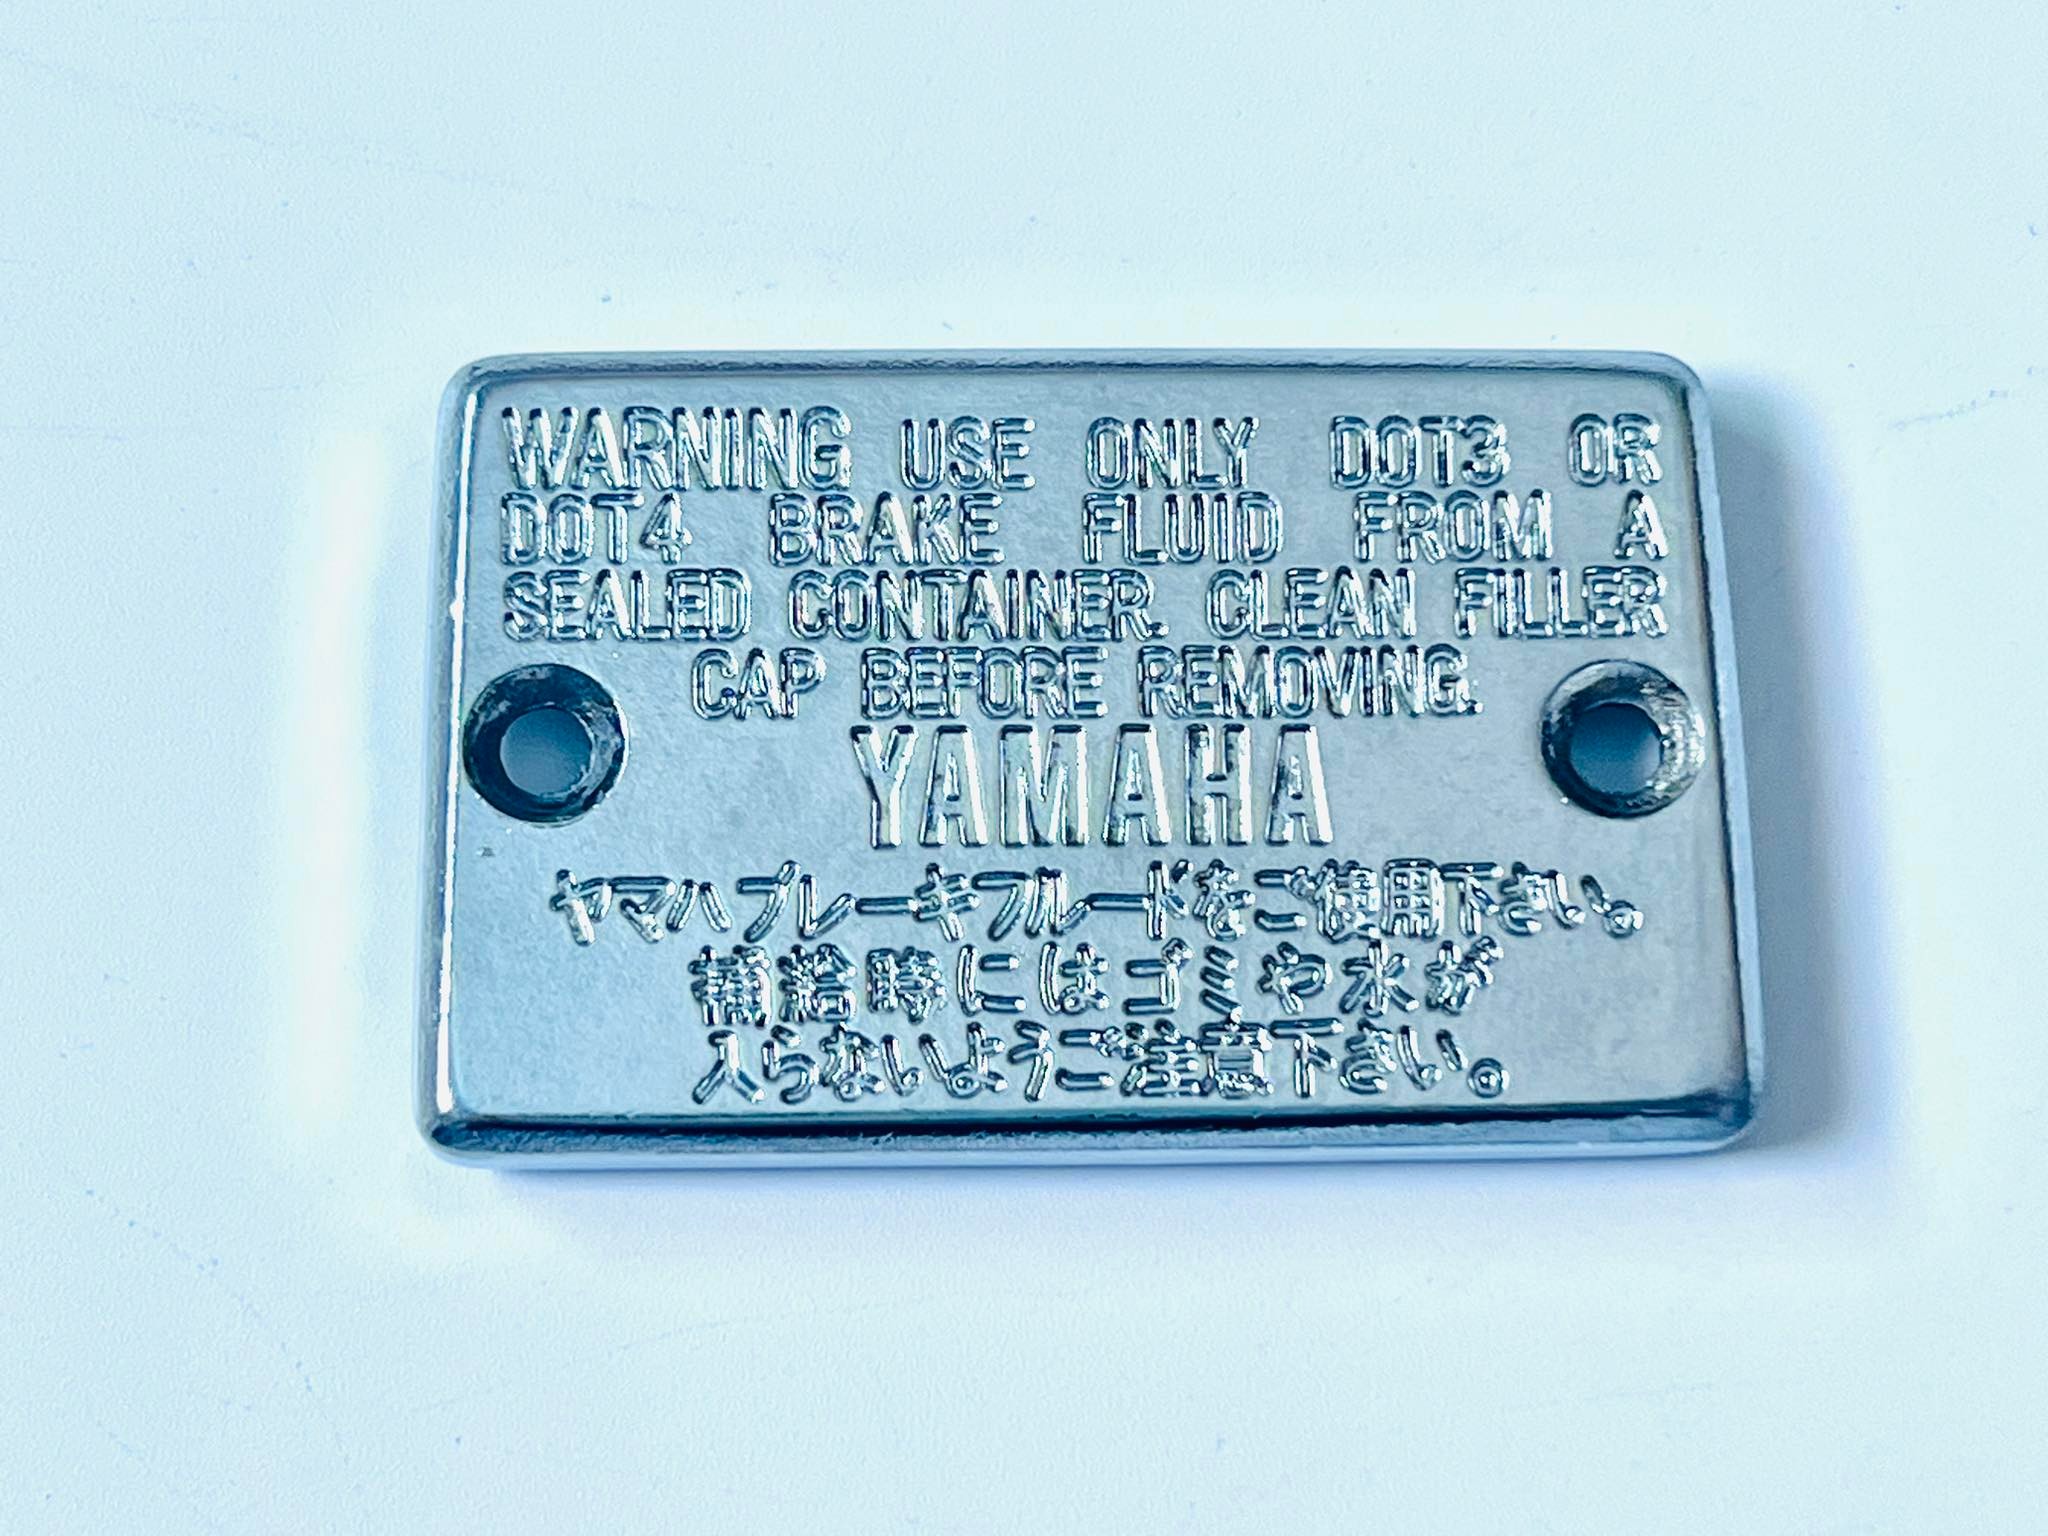 WARNING USE ONLY DOT3 OR
DOT4 BRAKE FLUID FROM A
SEALED CONTAINER. CLEAN FILLER
CAP BEFORE REMOVING.
YAMAHA
ヤマハブレーキフルードをご使用下さい。
補給時にはゴミや水が
入らないようご注意下さい。